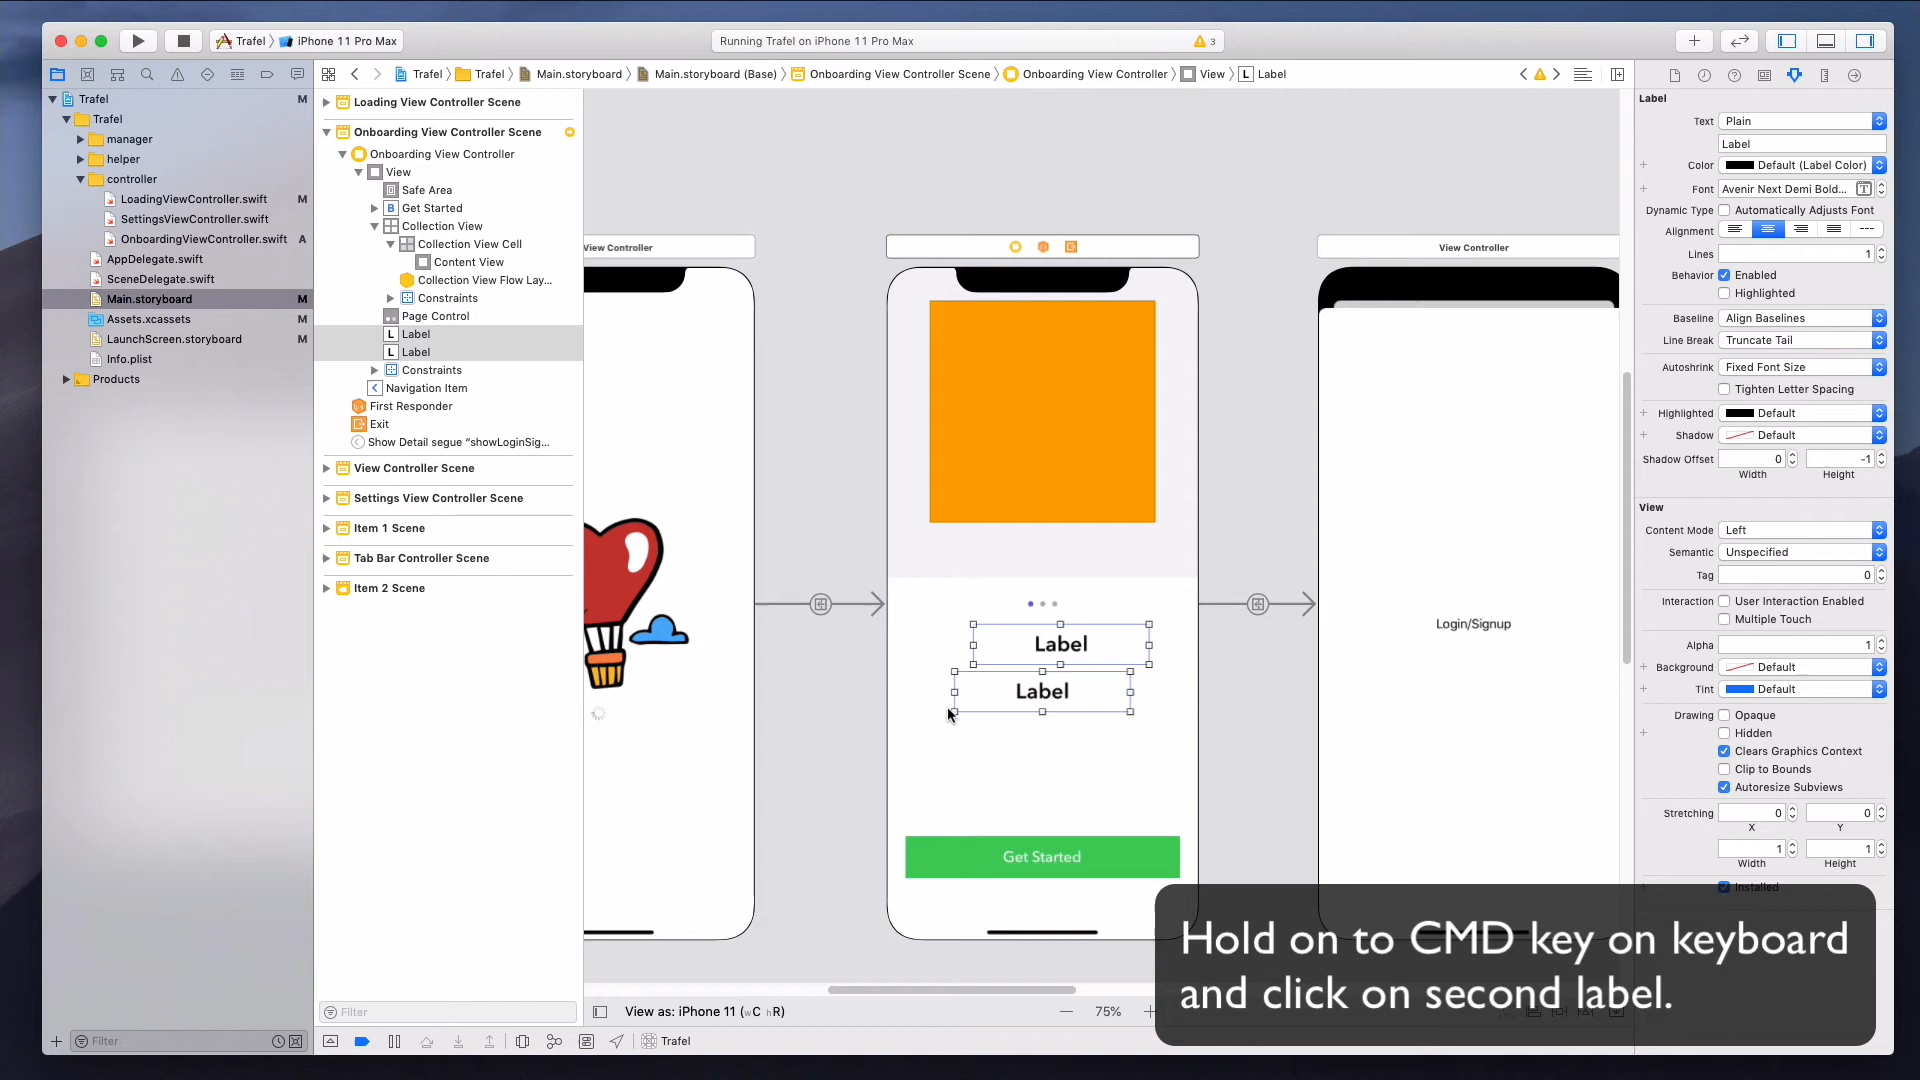 Trafel iPhone 11 Pro Max
Running Trafel on iPhone 11 Pro Max
3
Trafel Trafel Main.storyboard Main.storyboard (Base) Onboarding View Controller Scene Onboarding View Controller View L Label
Trafel M
Trafel
manager
helper
controller
LoadingViewController.swift M
SettingsViewController.swift
OnboardingViewController.swift A
AppDelegate.swift
SceneDelegate.swift
Main.storyboard M
Assets.xcassets M
LaunchScreen.storyboard M
Info.plist
Products
Filter
Loading View Controller Scene
Onboarding View Controller Scene
Onboarding View Controller
View
Safe Area
B Get Started
Collection View
Collection View Cell
Content View
Collection View Flow Lay...
Constraints
Page Control
L Label
L Label
Constraints
Navigation Item
First Responder
Exit
Show Detail segue “showLoginSig...
View Controller Scene
Settings View Controller Scene
Item 1 Scene
Tab Bar Controller Scene
Item 2 Scene
Filter
View Controller
Label
Label
Get Started
View Controller
Login/Signup
View as: iPhone 11 (wC hR)
75%
Trafel
Label
Text Plain
Label
Color Default (Label Color)
Font Avenir Next Demi Bold... T
Dynamic Type Automatically Adjusts Font
Alignment
Lines 1
Behavior Enabled
Highlighted
Baseline Align Baselines
Line Break Truncate Tail
Autoshrink Fixed Font Size
Tighten Letter Spacing
Highlighted Default
Shadow Default
Shadow Offset 0 -1
Width Height
View
Content Mode Left
Semantic Unspecified
Tag 0
Interaction User Interaction Enabled
Multiple Touch
Alpha 1
Background Default
Tint Default
Drawing Opaque
Hidden
Clears Graphics Context
Clip to Bounds
Autoresize Subviews
Stretching 0 0
X Y
1 1
Width Height
Installed
Hold on to CMD key on keyboard
and click on second label.